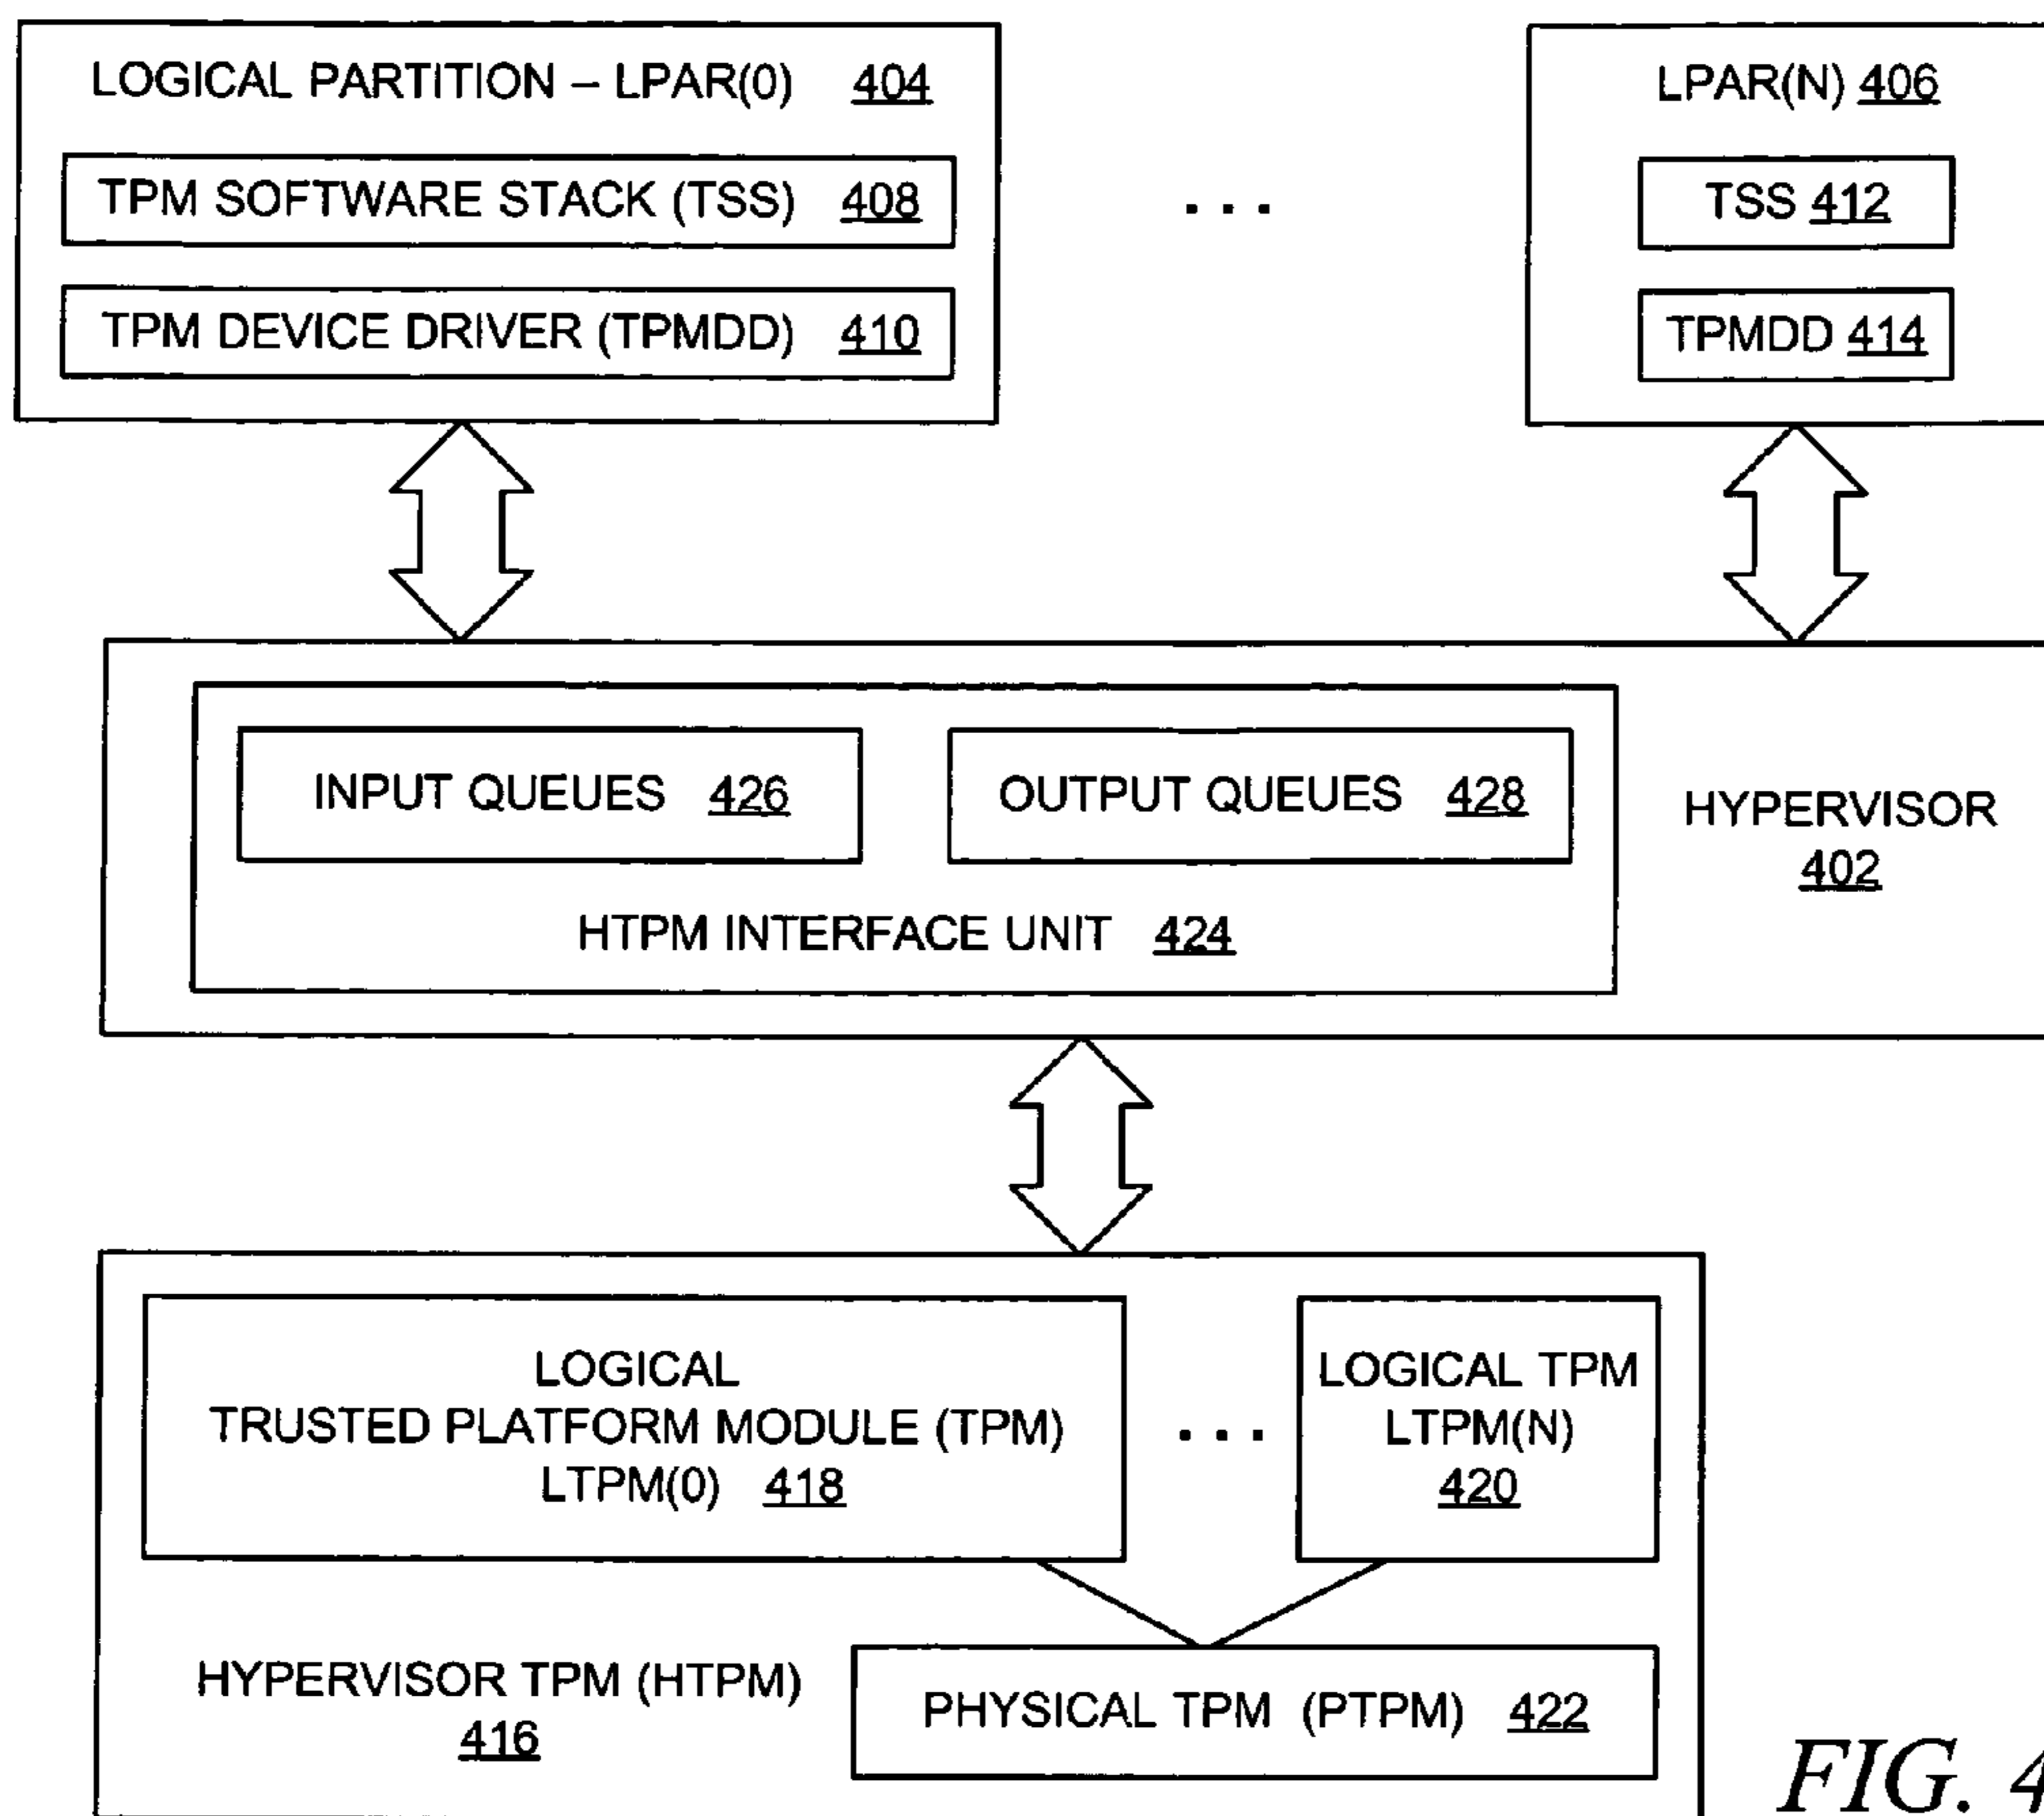 LOGICAL PARTITION – LPAR(0) 404
TPM SOFTWARE STACK (TSS) 408
TPM DEVICE DRIVER (TPMDD) 410
. . .
LPAR(N) 406
TSS 412
TPMDD 414
INPUT QUEUES 426
OUTPUT QUEUES 428
HTPM INTERFACE UNIT 424
HYPERVISOR
402
LOGICAL
TRUSTED PLATFORM MODULE (TPM)
LTPM(0) 418
. . .
LOGICAL TPM
LTPM(N)
420
HYPERVISOR TPM (HTPM)
416
PHYSICAL TPM (PTPM) 422
FIG. 4